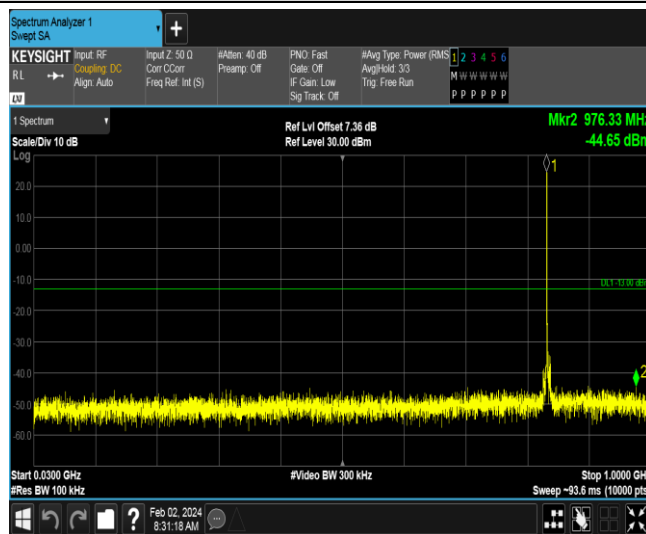 Spectrum Analyzer 1
Swept SA
KEYSIGHT Input: RF Input Z: 50 Ω #Atten: 40 dB PNO: Fast #Avg Type: Power (RMS 1 2 3 4 5 6
RL Coupling: DC Corr CCorr Preamp: Off Gate: Off Avg|Hold: 3/3 M W W W W W
Align: Auto Freq Ref: Int (S) IF Gain: Low Trig: Free Run
Sig Track: Off P P P P P P
LXI
1 Spectrum Ref Lvl Offset 7.36 dB Mkr2 976.33 MHz
Scale/Div 10 dB Ref Level 30.00 dBm -44.65 dBm
Log
1
20.0
10.0
0.00
-10.0
DL1 -13.00 dBm
-20.0
-30.0
-40.0
2
-50.0
-60.0
Start 0.0300 GHz #Video BW 300 kHz Stop 1.0000 GH
#Res BW 100 kHz Sweep ~93.6 ms (10000 pts
? Feb 02, 2024
8:31:18 AM